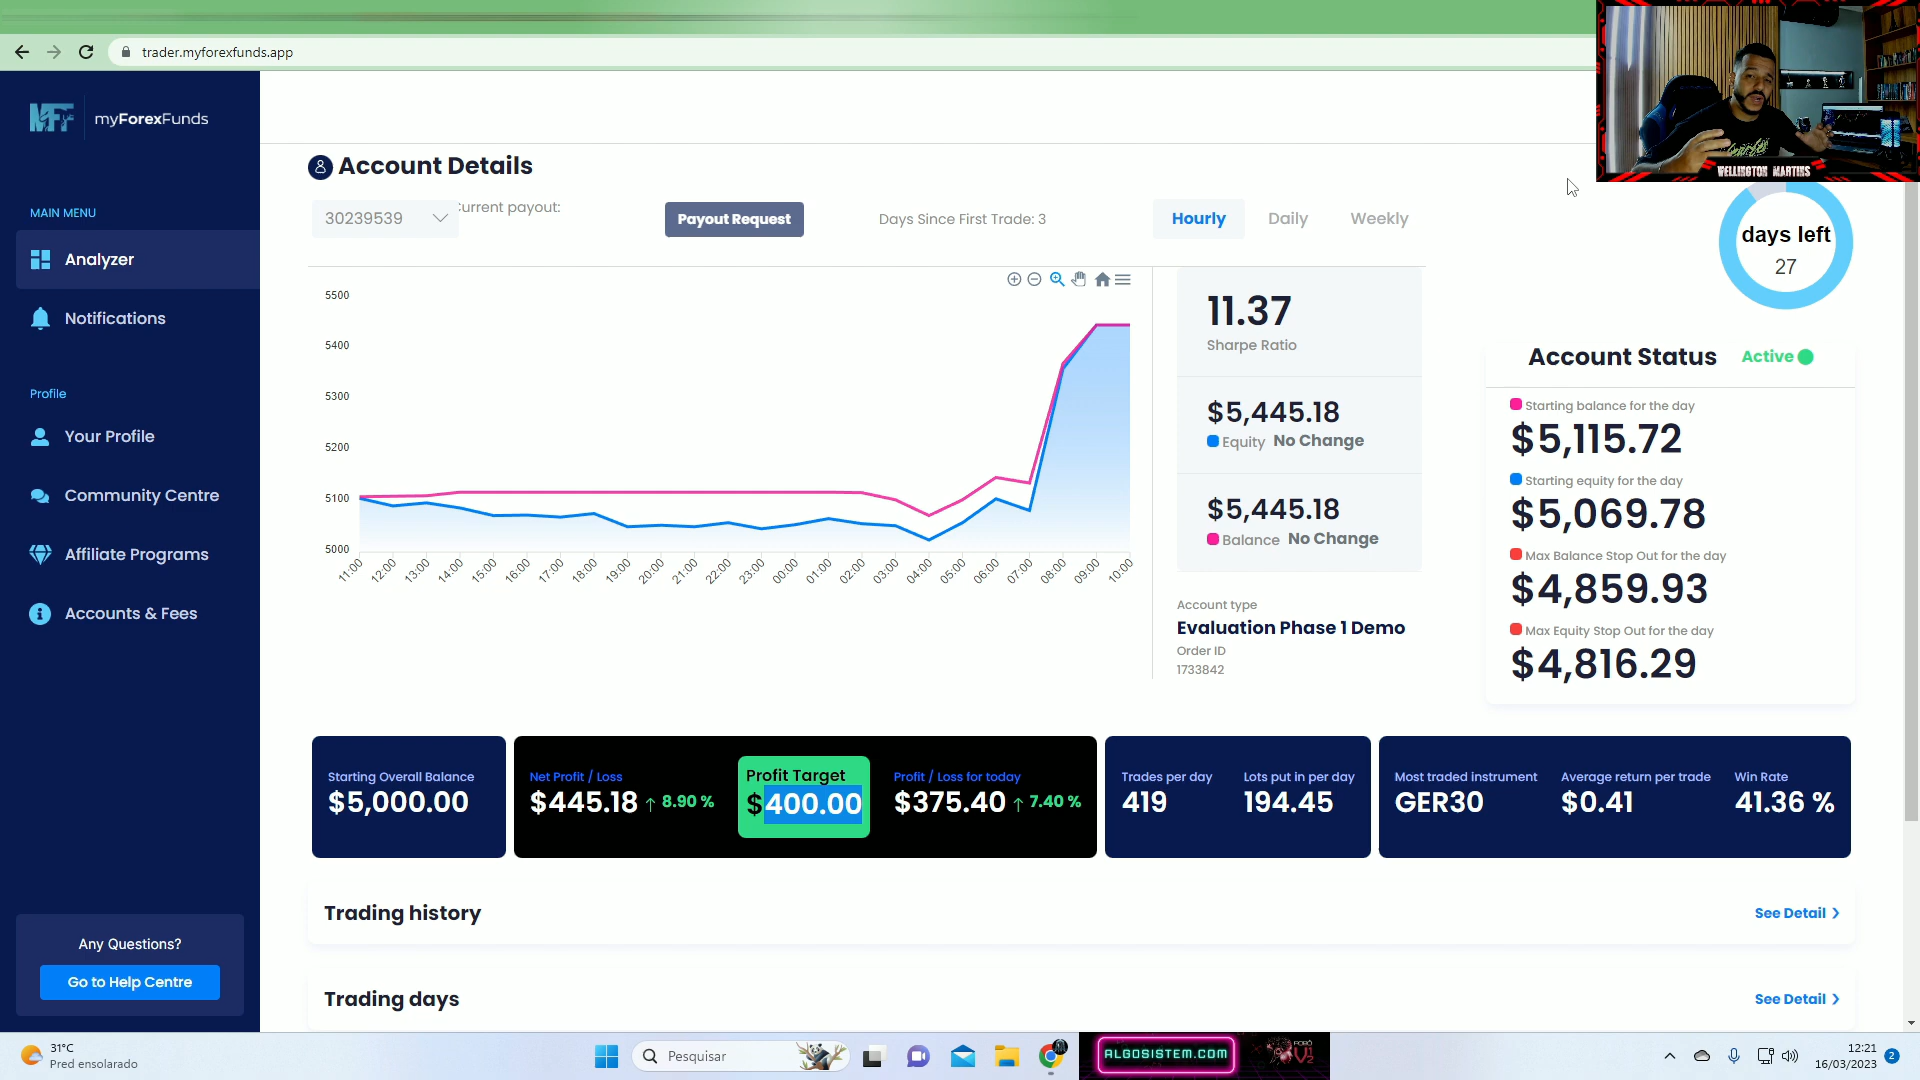 trader.myforexfunds.app
WELLINGTON MARTINS
MFF myForexFunds
MAIN MENU
Analyzer
Notifications
Profile
Your Profile
Community Centre
Affiliate Programs
Accounts & Fees
Any Questions?
Go to Help Centre
Account Details
30239539
urrent payout:
Payout Request
Days Since First Trade: 3
Hourly
Daily
Weekly
days left
27
5500
5400
5300
5200
5100
5000
11:00 12:00 13:00 14:00 15:00 16:00 17:00 18:00 19:00 20:00 21:00 22:00 23:00 00:00 01:00 02:00 03:00 04:00 05:00 06:00 07:00 08:00 09:00 10:00
11.37
Sharpe Ratio
$5,445.18
Equity No Change
$5,445.18
Balance No Change
Account type
Evaluation Phase 1 Demo
Order ID
1733842
Account Status Active
Starting balance for the day
$5,115.72
Starting equity for the day
$5,069.78
Max Balance Stop Out for the day
$4,859.93
Max Equity Stop Out for the day
$4,816.29
Starting Overall Balance
$5,000.00
Net Profit / Loss
$445.18 ↑ 8.90 %
Profit Target
$400.00
Profit / Loss for today
$375.40 ↑ 7.40 %
Trades per day
419
Lots put in per day
194.45
Most traded instrument
GER30
Average return per trade
$0.41
Win Rate
41.36 %
Trading history
See Detail
Trading days
See Detail
31°C
Pred ensolarado
Pesquisar
ALGOSISTEM.COM
12:21
16/03/2023
2